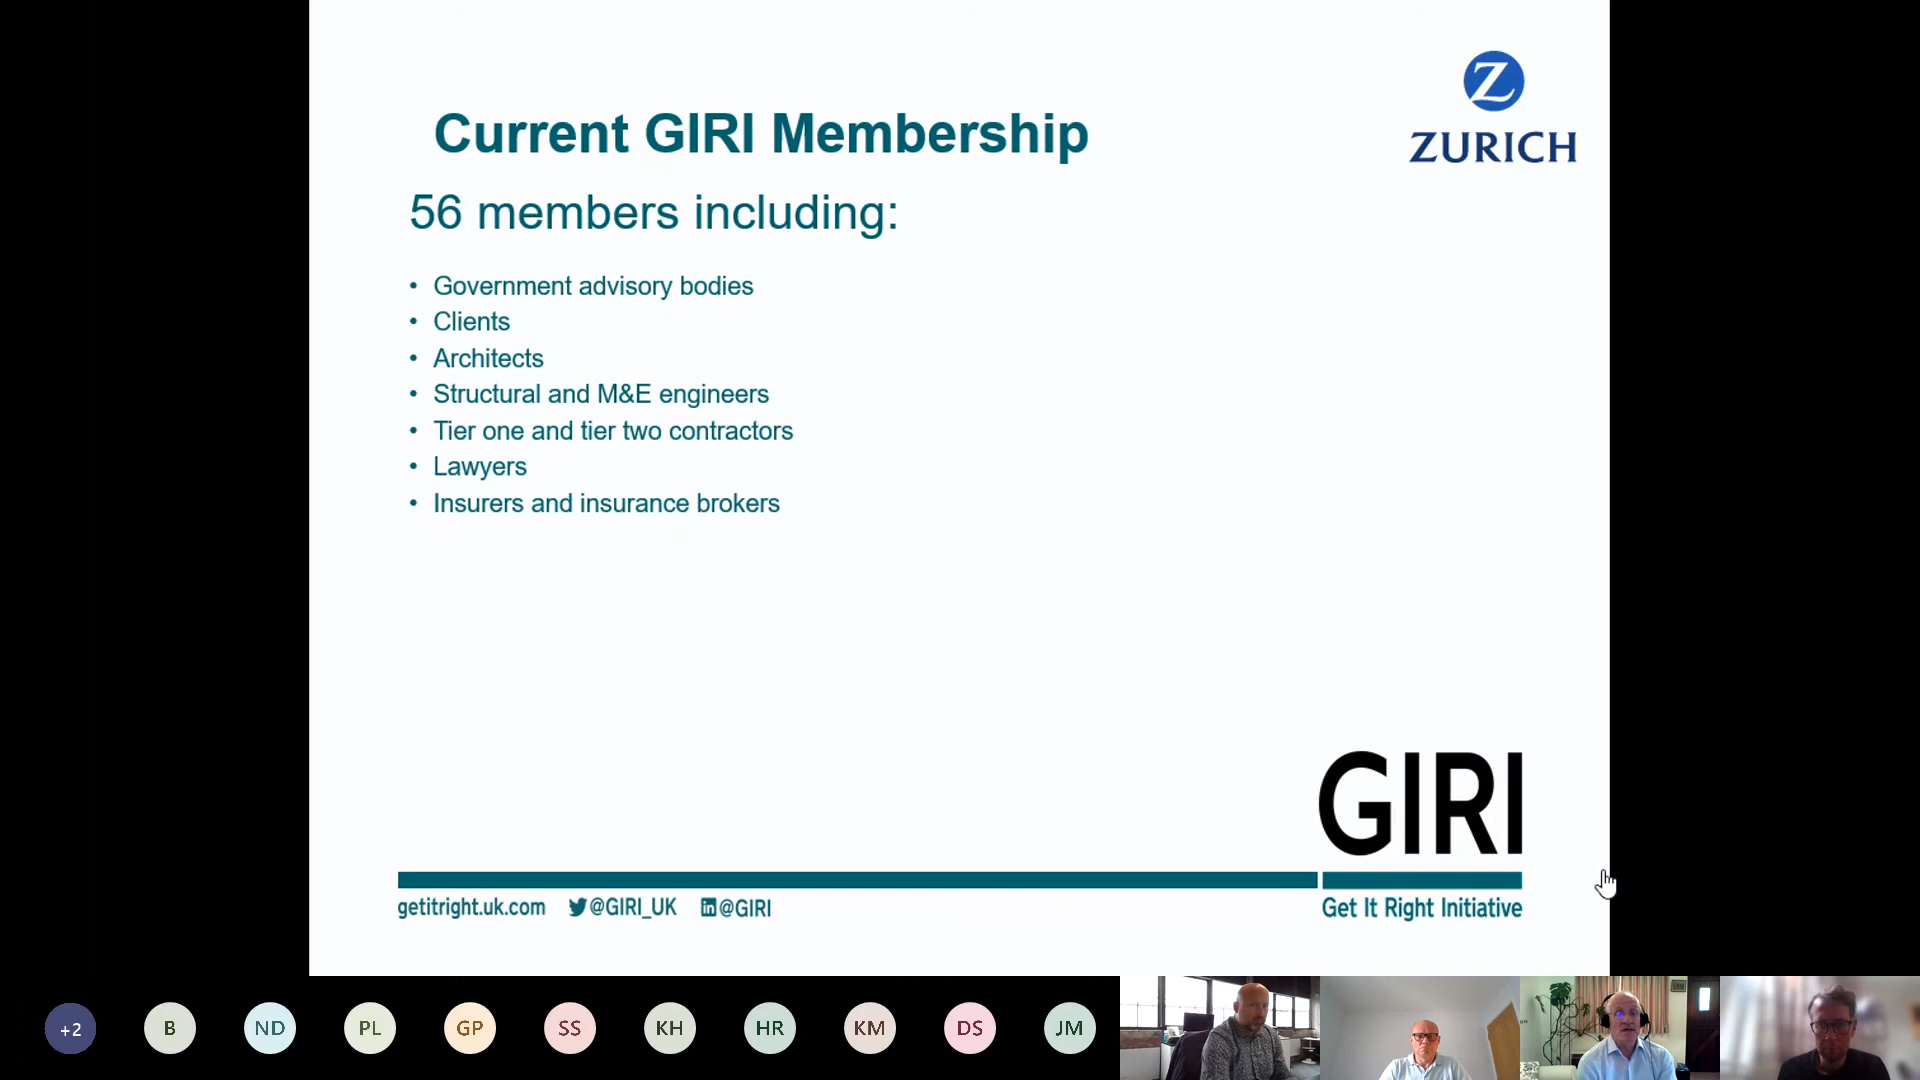 Z
ZURICH
Current GIRI Membership
56 members including:
• Government advisory bodies
• Clients
• Architects
• Structural and M&E engineers
• Tier one and tier two contractors
• Lawyers
• Insurers and insurance brokers
GIRI
getitright.uk.com @GIRI_UK in @GIRI
Get It Right Initiative
+2 B ND PL GP SS KH HR KM DS JM